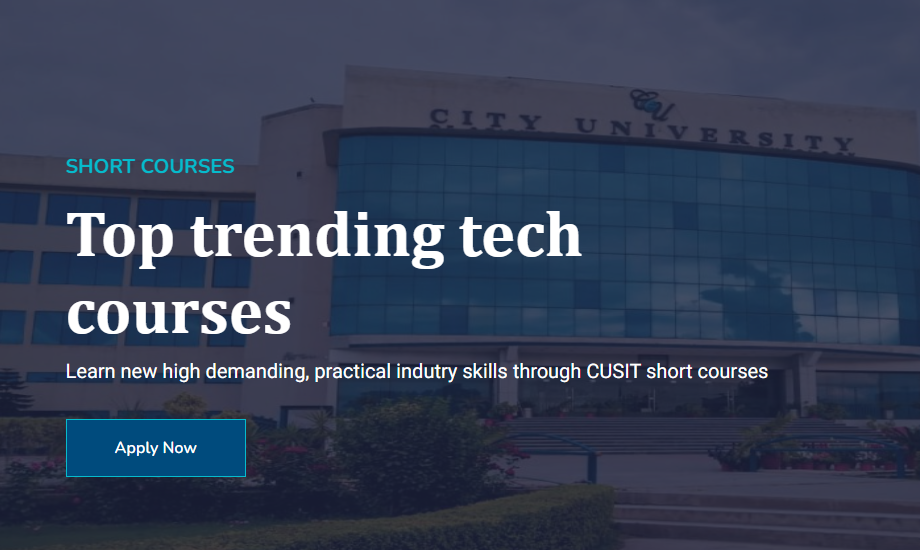 CITY UNIVERSITY
SHORT COURSES
Top trending tech
courses
Learn new high demanding, practical indutry skills through CUSIT short courses
Apply Now